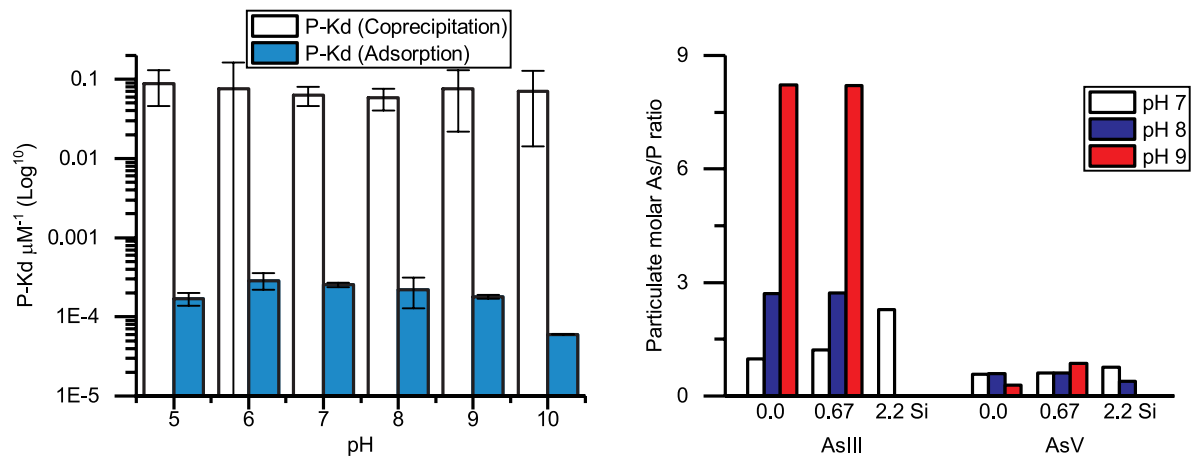 P-Kd (Coprecipitation)
P-Kd (Adsorption)
P-Kd μM⁻¹ (Log¹⁰)
0.1
0.01
0.001
1E-4
1E-5
5 6 7 8 9 10
pH
Particulate molar As/P ratio
9
6
3
0
pH 7
pH 8
pH 9
0.0 0.67 2.2 Si 0.0 0.67 2.2 Si
AsIII AsV